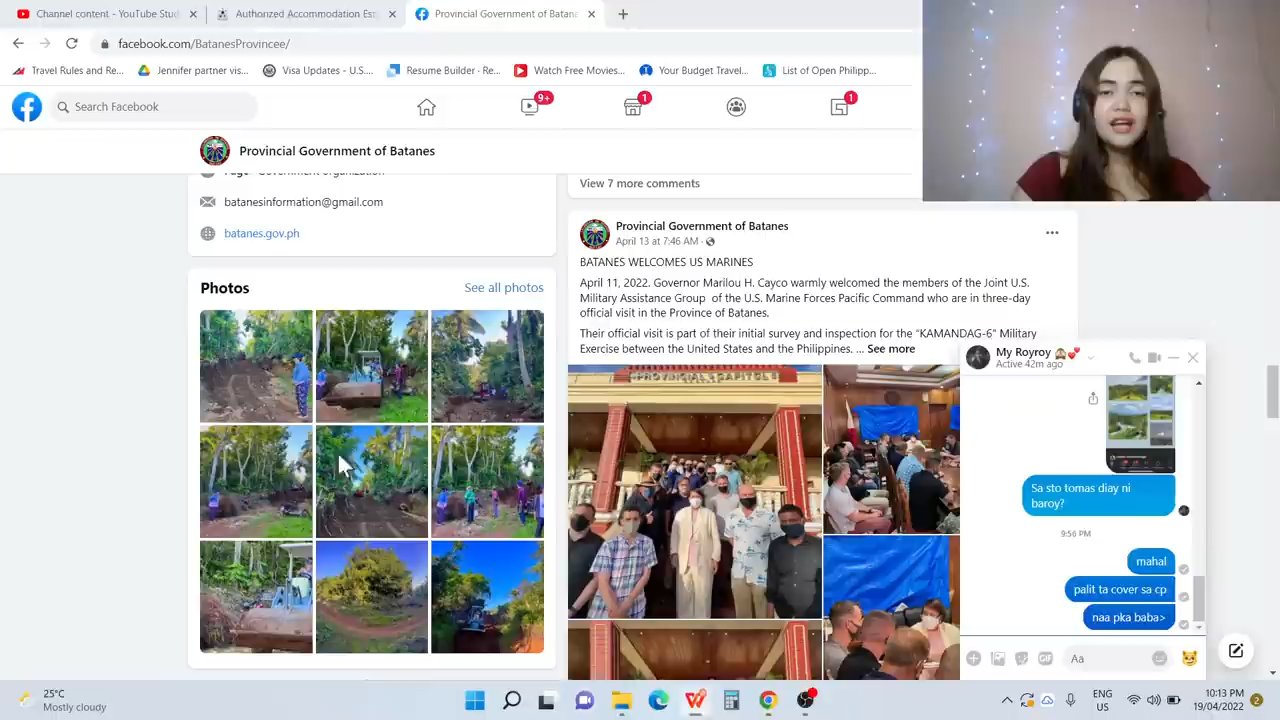 Channel content - YouTube Stud
Authorized Accommodation Est
Provincial Government of Batane
facebook.com/BatanesProvincee/
Travel Rules and Re...
Jennifer partner vis...
Visa Updates - U.S....
Resume Builder · Re...
Watch Free Movies...
Your Budget Travel...
List of Open Philipp...
Search Facebook
9+
1
1
Provincial Government of Batanes
batanesinformation@gmail.com
batanes.gov.ph
Photos
See all photos
View 7 more comments
Provincial Government of Batanes
April 13 at 7:46 AM ·
BATANES WELCOMES US MARINES
April 11, 2022. Governor Marilou H. Cayco warmly welcomed the members of the Joint U.S.
Military Assistance Group of the U.S. Marine Forces Pacific Command who are in three-day
official visit in the Province of Batanes.
Their official visit is part of their initial survey and inspection for the "KAMANDAG-6" Military
Exercise between the United States and the Philippines. ... See more
My Royroy
Active 42m ago
Sa sto tomas diay ni
baroy?
9:56 PM
mahal
palit ta cover sa cp
naa pka baba>
GIF
Aa
25°C
Mostly cloudy
ENG
US
10:13 PM
19/04/2022
2